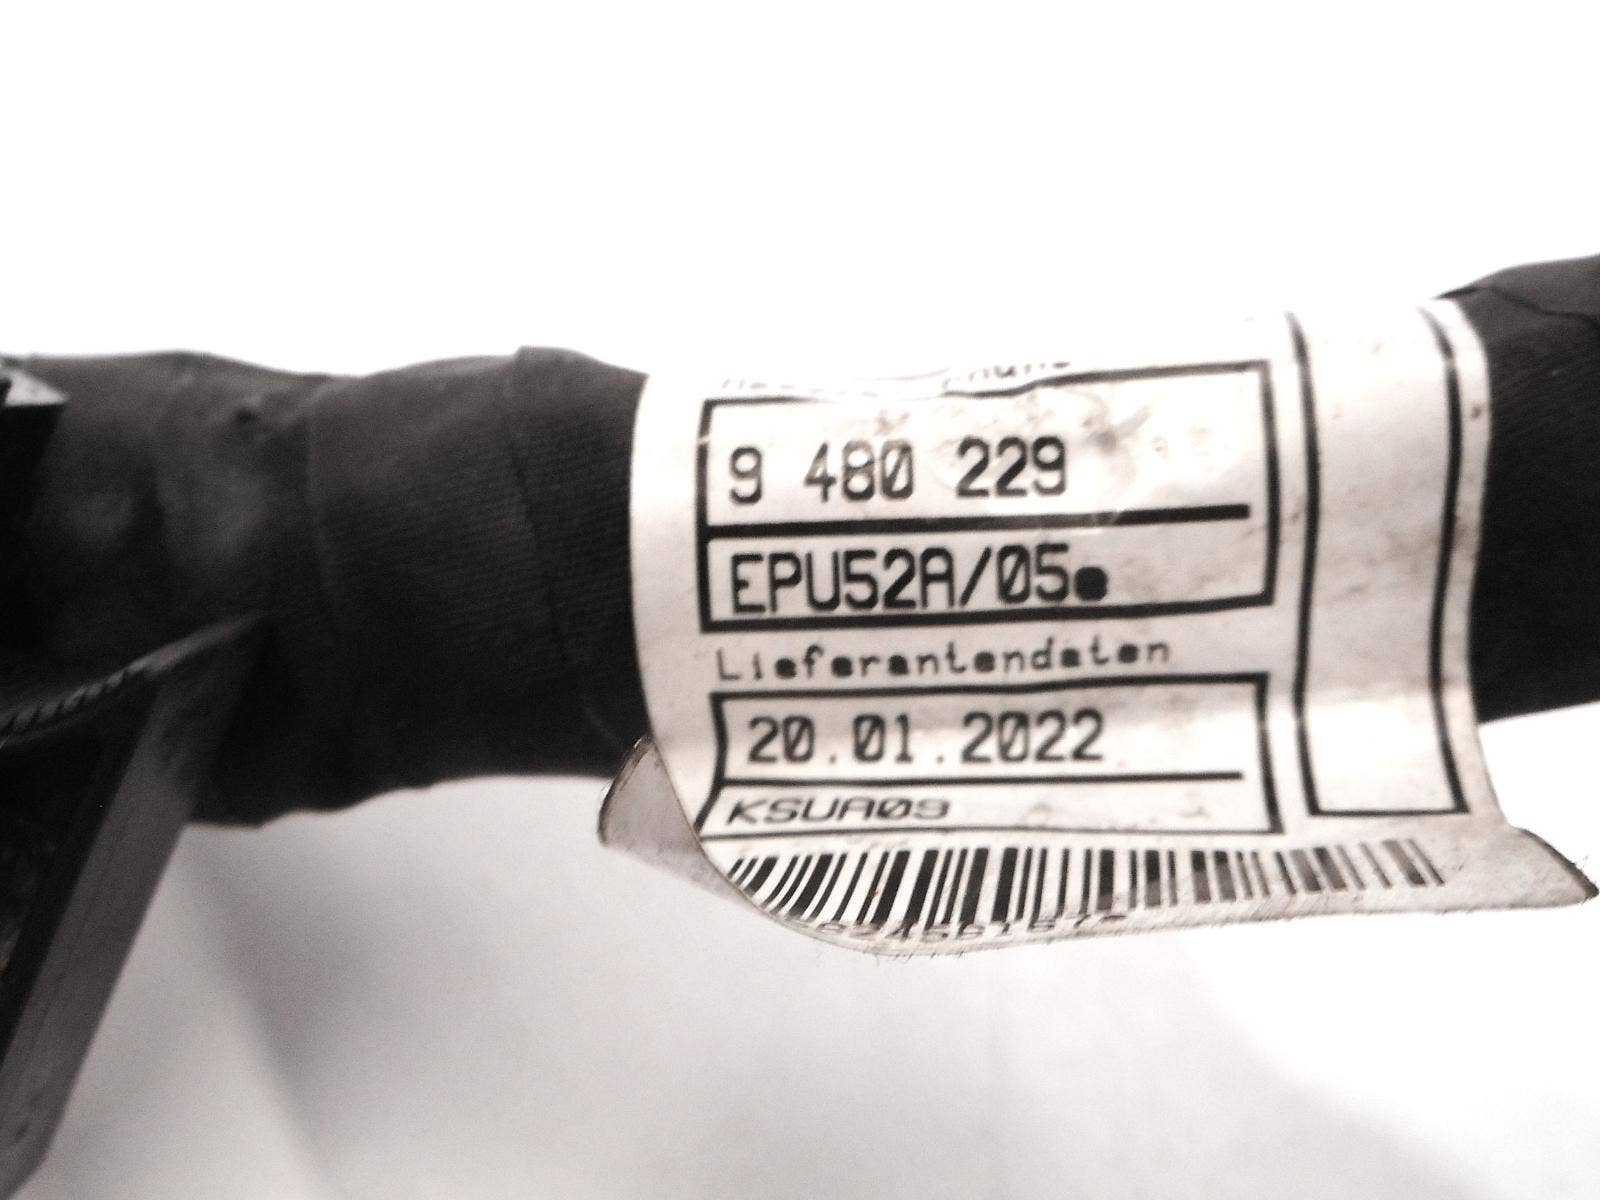 9 480 229
EPU52A/05
Lieferantendaten
20.01.2022
KSUA09